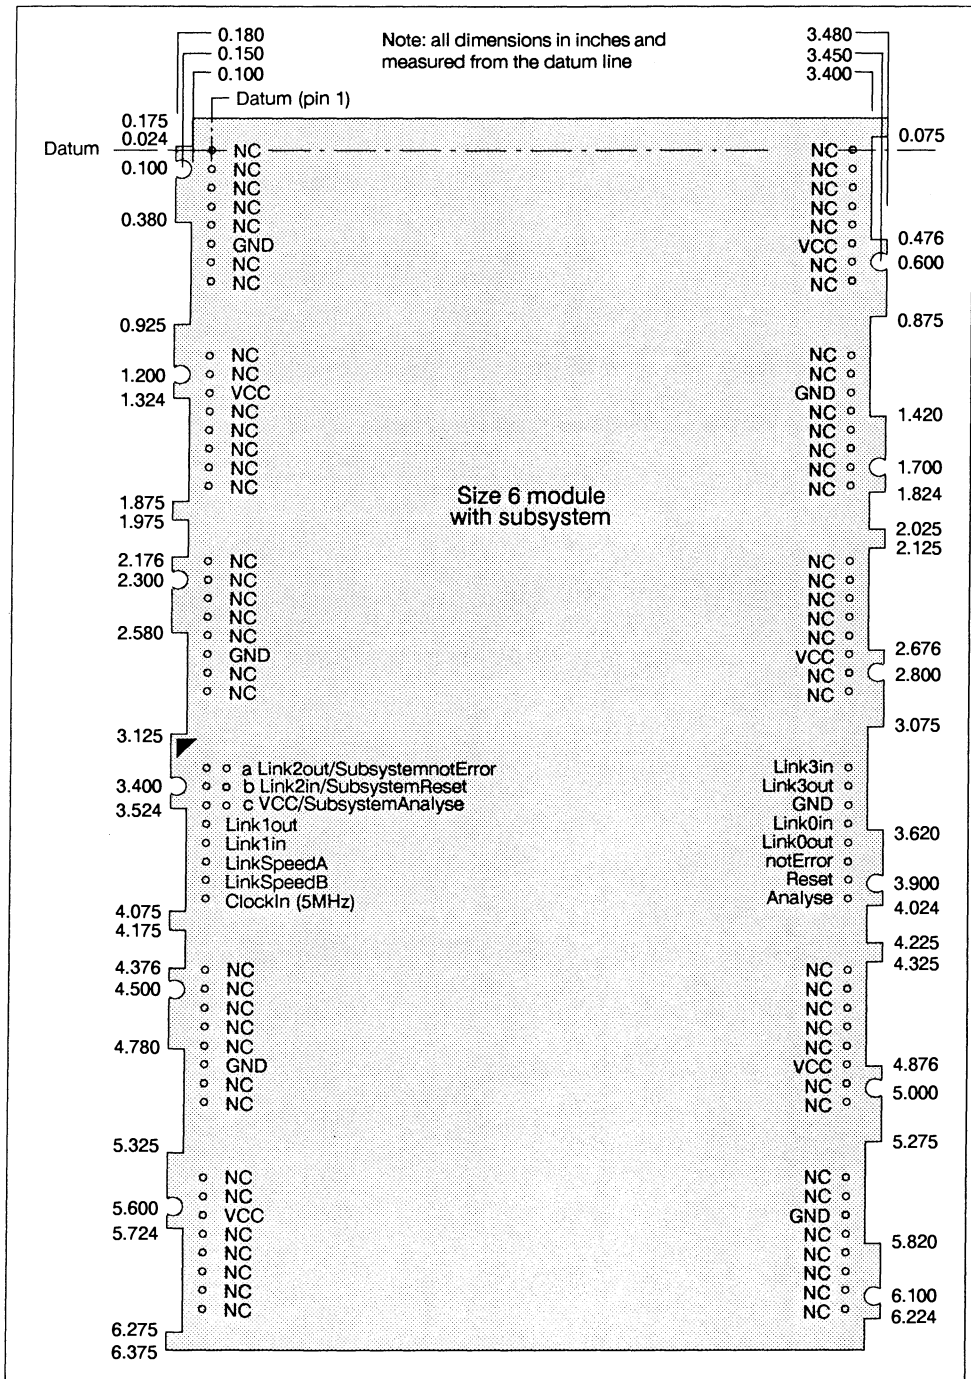 0.180
0.150
0.100
Note: all dimensions in inches and
measured from the datum line
3.480
3.450
3.400
Datum (pin 1)
0.175
0.024
Datum
0.075
NC NC
0.100 NC NC
NC NC
NC NC
0.380 NC NC 0.476
GND VCC
NC NC 0.600
NC NC
0.925 0.875
NC NC
1.200 NC NC
1.324 VCC GND
NC NC 1.420
NC NC
NC NC
NC NC 1.700
NC NC 1.824
Size 6 module
with subsystem
1.875
1.975
2.025
2.125
2.176 NC NC
2.300 NC NC
NC NC
NC NC
2.580 NC NC
GND VCC 2.676
NC NC 2.800
NC NC
3.125 3.075
a Link2out/SubsystemnotError Link3in
3.400 b Link2in/SubsystemReset Link3out
3.524 c VCC/SubsystemAnalyse GND
Link1out Link0in 3.620
Link1in Link0out
LinkSpeedA notError
LinkSpeedB Reset 3.900
ClockIn (5MHz) Analyse 4.024
4.075
4.175
4.225
4.325
4.376 NC NC
4.500 NC NC
NC NC
NC NC
4.780 NC NC
GND VCC 4.876
NC NC 5.000
NC NC
5.325 5.275
NC NC
5.600 NC NC
VCC GND
5.724 NC NC 5.820
NC NC
NC NC
NC NC 6.100
NC NC 6.224
6.275
6.375